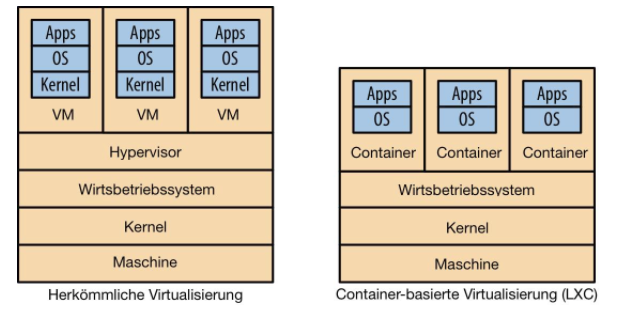 Apps Apps Apps
OS OS OS
Kernel Kernel Kernel
VM VM VM
Hypervisor
Wirtsbetriebssystem
Kernel
Maschine
Herkömmliche Virtualisierung
Apps Apps Apps
OS OS OS
Container Container Container
Wirtsbetriebssystem
Kernel
Maschine
Container-basierte Virtualisierung (LXC)